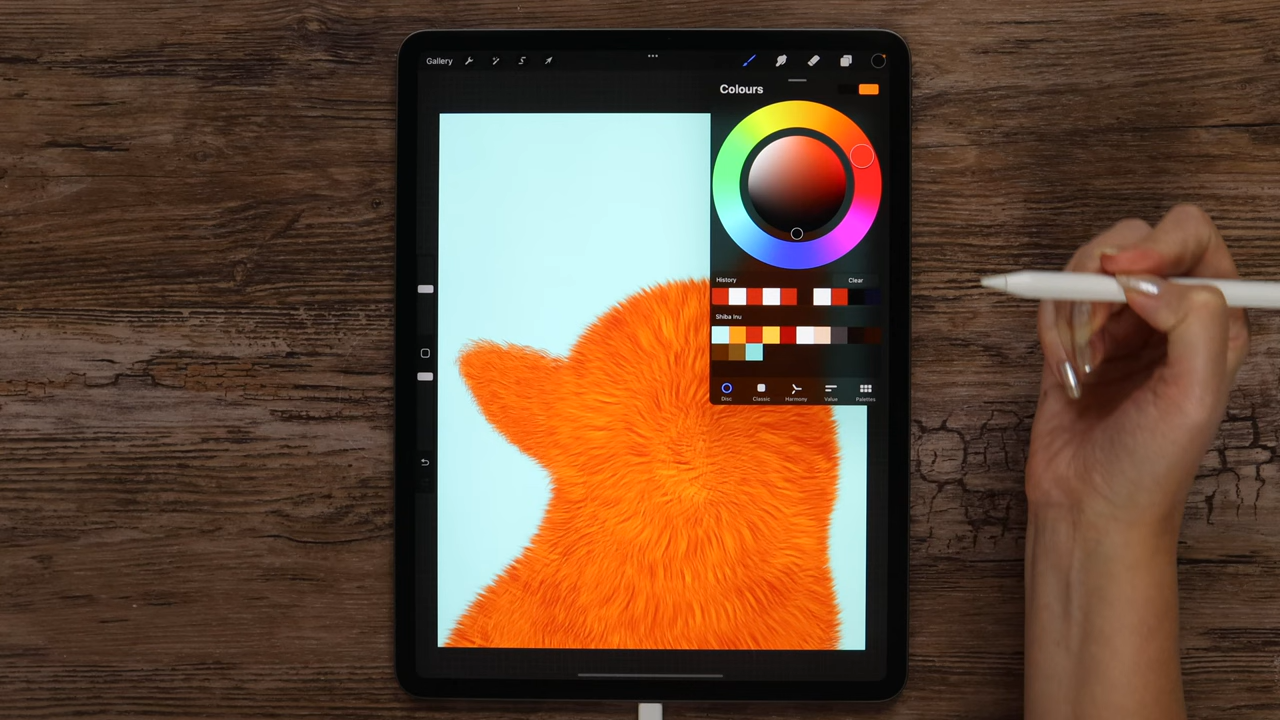 Gallery
Colours
History Clear
Shiba Inu
Disc Classic Harmony Value Palettes